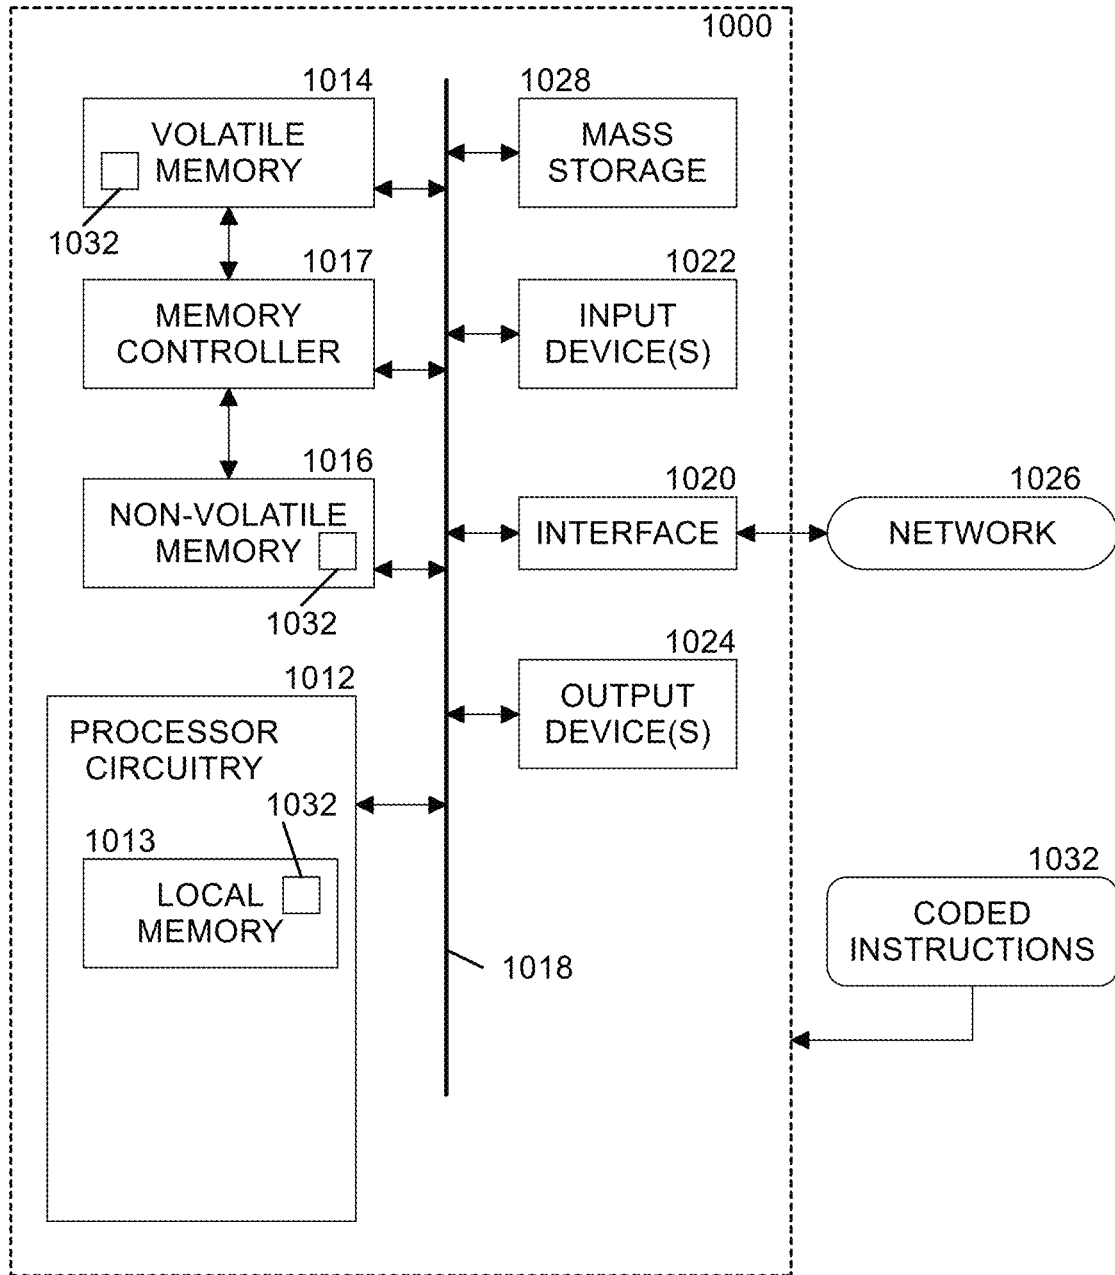 1000
1014
VOLATILE
MEMORY
1032
1017
MEMORY
CONTROLLER
1016
NON-VOLATILE
MEMORY
1032
1012
PROCESSOR
CIRCUITRY
1032
1013
LOCAL
MEMORY
1018
1028
MASS
STORAGE
1022
INPUT
DEVICE(S)
1020
INTERFACE
1024
OUTPUT
DEVICE(S)
1026
NETWORK
1032
CODED
INSTRUCTIONS